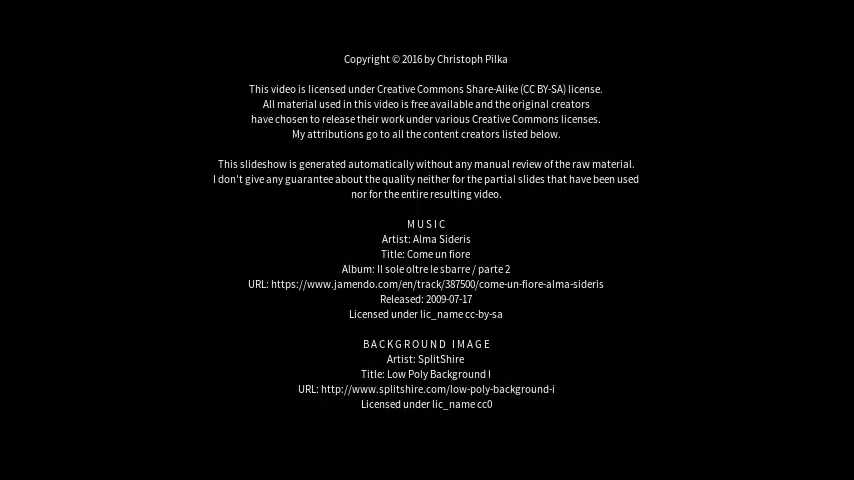 Copyright © 2016 by Christoph Pilka
This video is licensed under Creative Commons Share-Alike (CC BY-SA) license.
All material used in this video is free available and the original creators
have chosen to release their work under various Creative Commons licenses.
My attributions go to all the content creators listed below.
This slideshow is generated automatically without any manual review of the raw material.
I don't give any guarantee about the quality neither for the partial slides that have been used
nor for the entire resulting video.
MUSIC
Artist: Alma Sideris
Title: Come un fiore
Album: Il sole oltre le sbarre / parte 2
URL: https://www.jamendo.com/en/track/387500/come-un-fiore-alma-sideris
Released: 2009-07-17
Licensed under lic_name cc-by-sa
BACKGROUND IMAGE
Artist: SplitShire
Title: Low Poly Background I
URL: http://www.splitshire.com/low-poly-background-i
Licensed under lic_name cc0